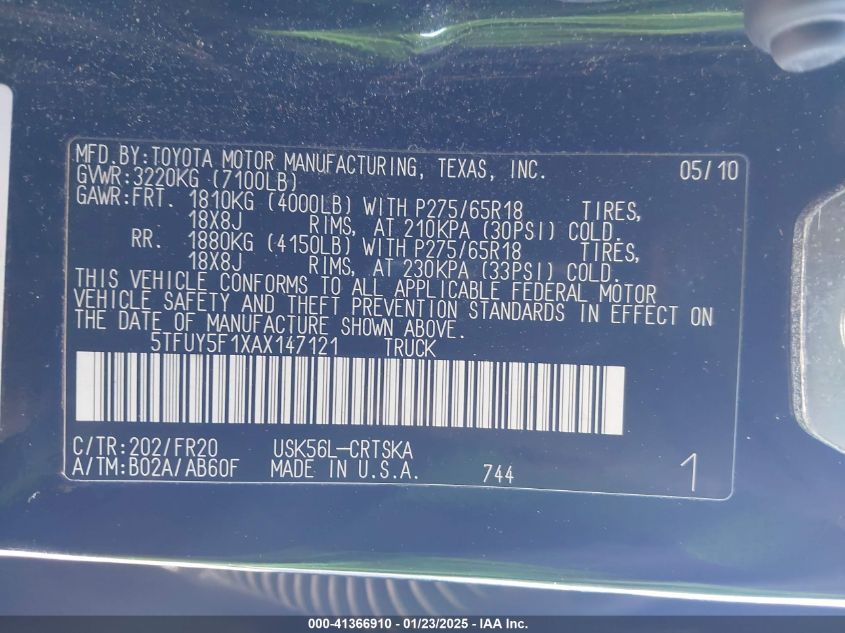 MFD.BY:TOYOTA MOTOR MANUFACTURING, TEXAS, INC. 05/10
GVWR:3220KG (7100LB)
GAWR:FRT. 1810KG (4000LB) WITH P275/65R18 TIRES,
18X8J RIMS, AT 210KPA (30PSI) COLD.
RR. 1880KG (4150LB) WITH P275/65R18 TIRES,
18X8J RIMS, AT 230KPA (33PSI) COLD.
THIS VEHICLE CONFORMS TO ALL APPLICABLE FEDERAL MOTOR
VEHICLE SAFETY AND THEFT PREVENTION STANDARDS IN EFFECT ON
THE DATE OF MANUFACTURE SHOWN ABOVE.
5TFUY5F1XAX147121 TRUCK
C/TR:202/FR20 USK56L-CRTSKA
A/TM:B02A/AB60F MADE IN U.S.A. 744 1
000-41366910 - 01/23/2025 - IAA Inc.